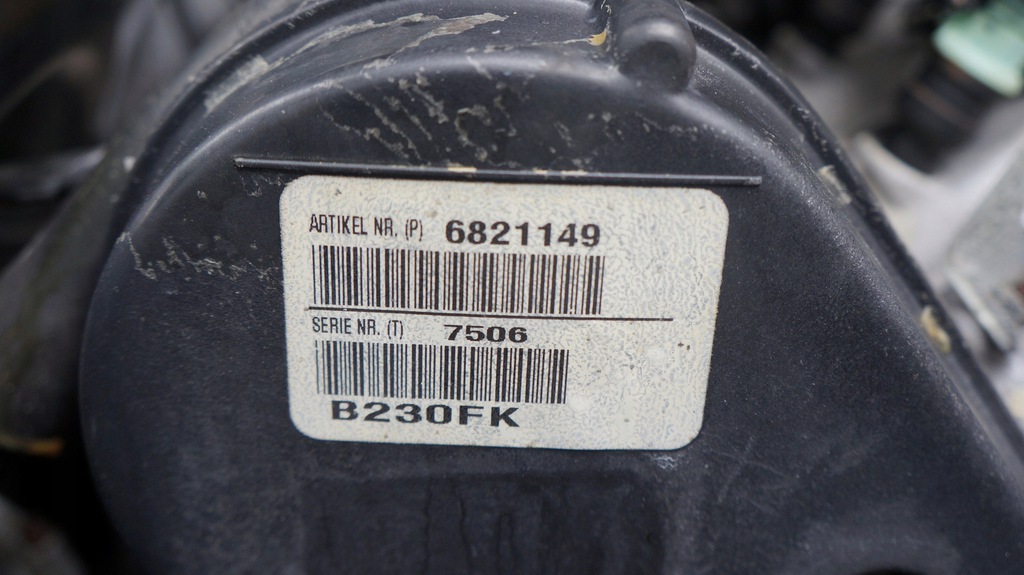 ARTIKEL NR. (P) 6821149
SERIE NR. (T) 7506
B230FK